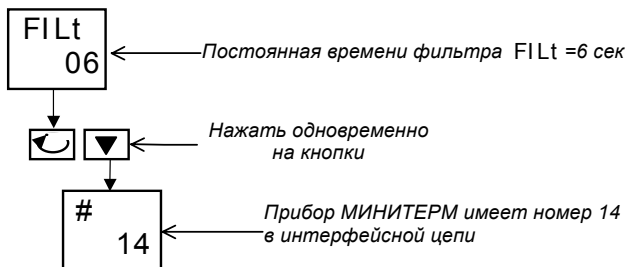 FILt
06
Постоянная времени фильтра FILt =6 сек
Нажать одновременно
на кнопки
#
14
Прибор МИНИТЕРМ имеет номер 14
в интерфейсной цепи